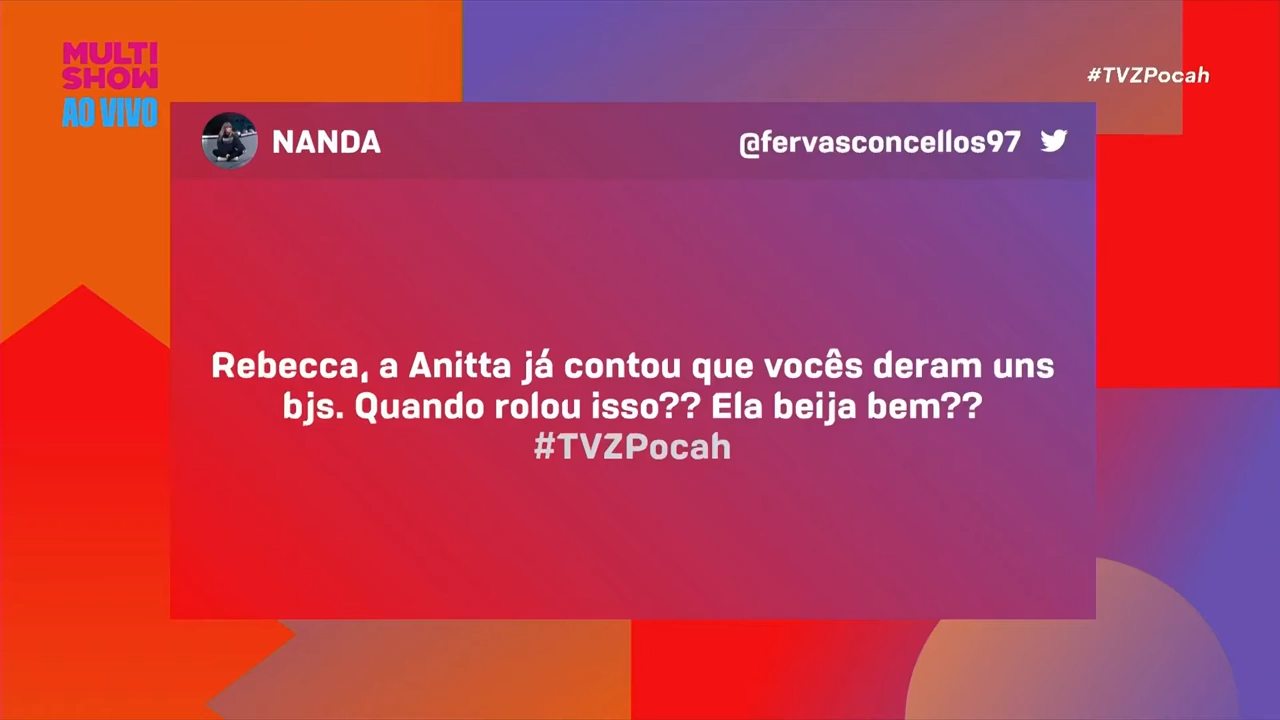 MULTI
SHOW
AO VIVO
#TVZPocah
NANDA
@fervasconcellos97
Rebecca, a Anitta já contou que vocês deram uns
bjs. Quando rolou isso?? Ela beija bem??
#TVZPocah